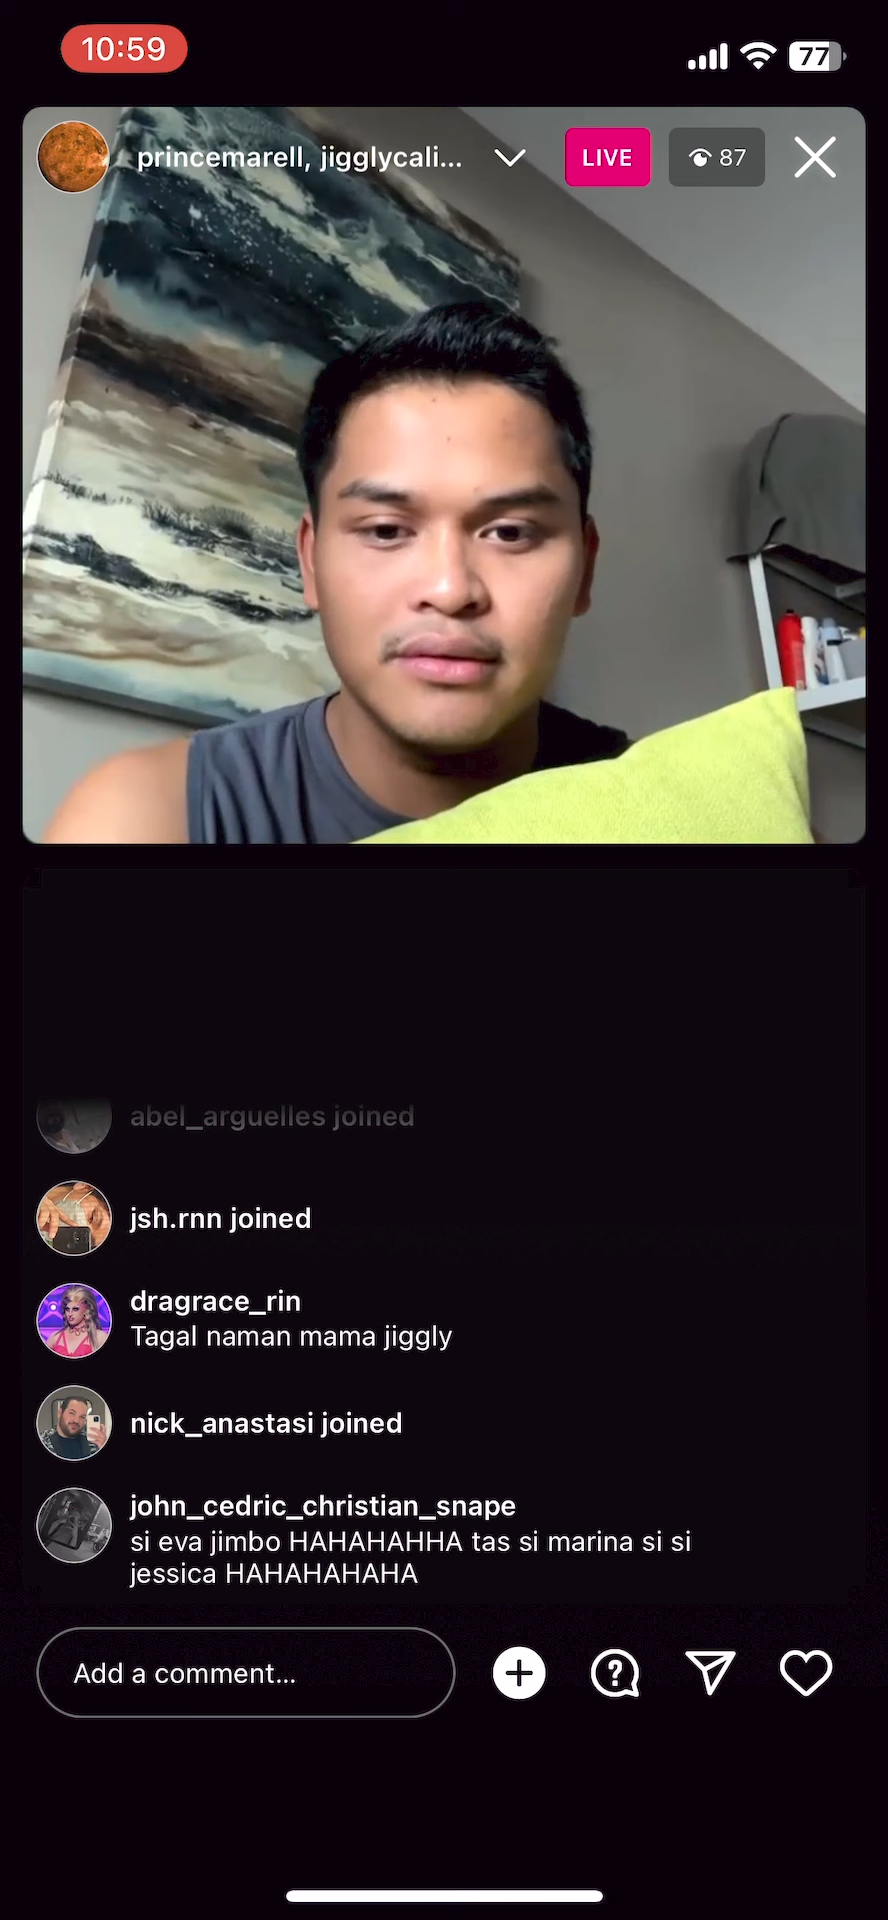 10:59
77
princemarell, jigglycali...
LIVE
87
abel_arguelles joined
jsh.rnn joined
dragrace_rin
Tagal naman mama jiggly
nick_anastasi joined
john_cedric_christian_snape
si eva jimbo HAHAHAHHA tas si marina si si
jessica HAHAHAHAHA
Add a comment...